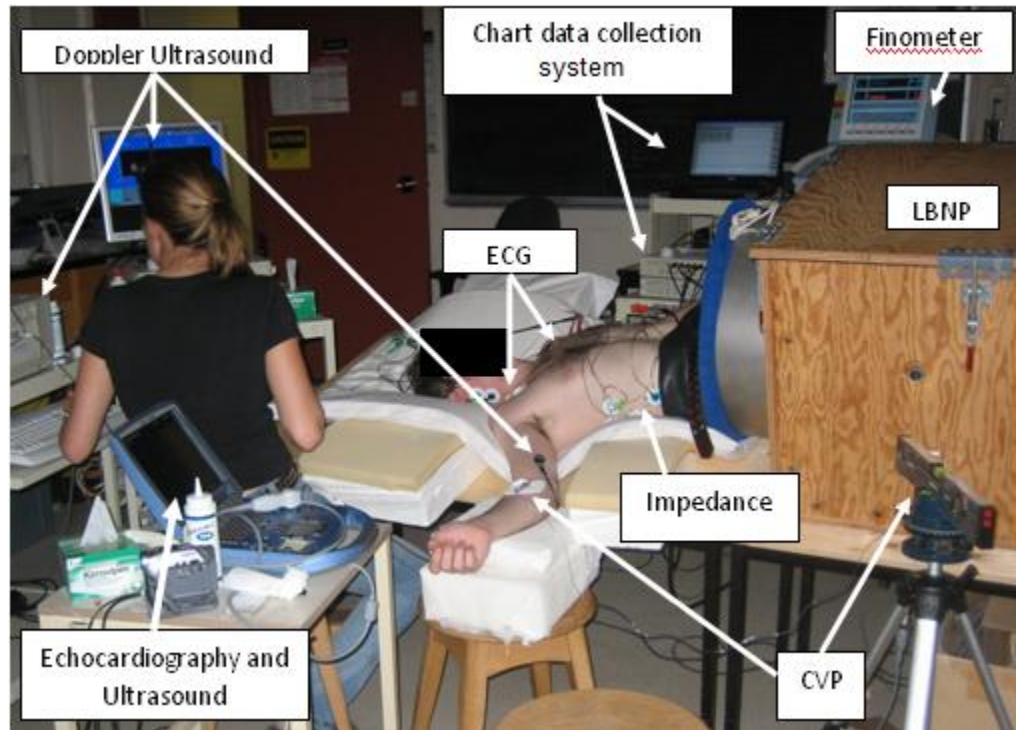 Doppler Ultrasound
Chart data collection
system
Finometer
LBNP
ECG
Impedance
Echocardiography and
Ultrasound
CVP